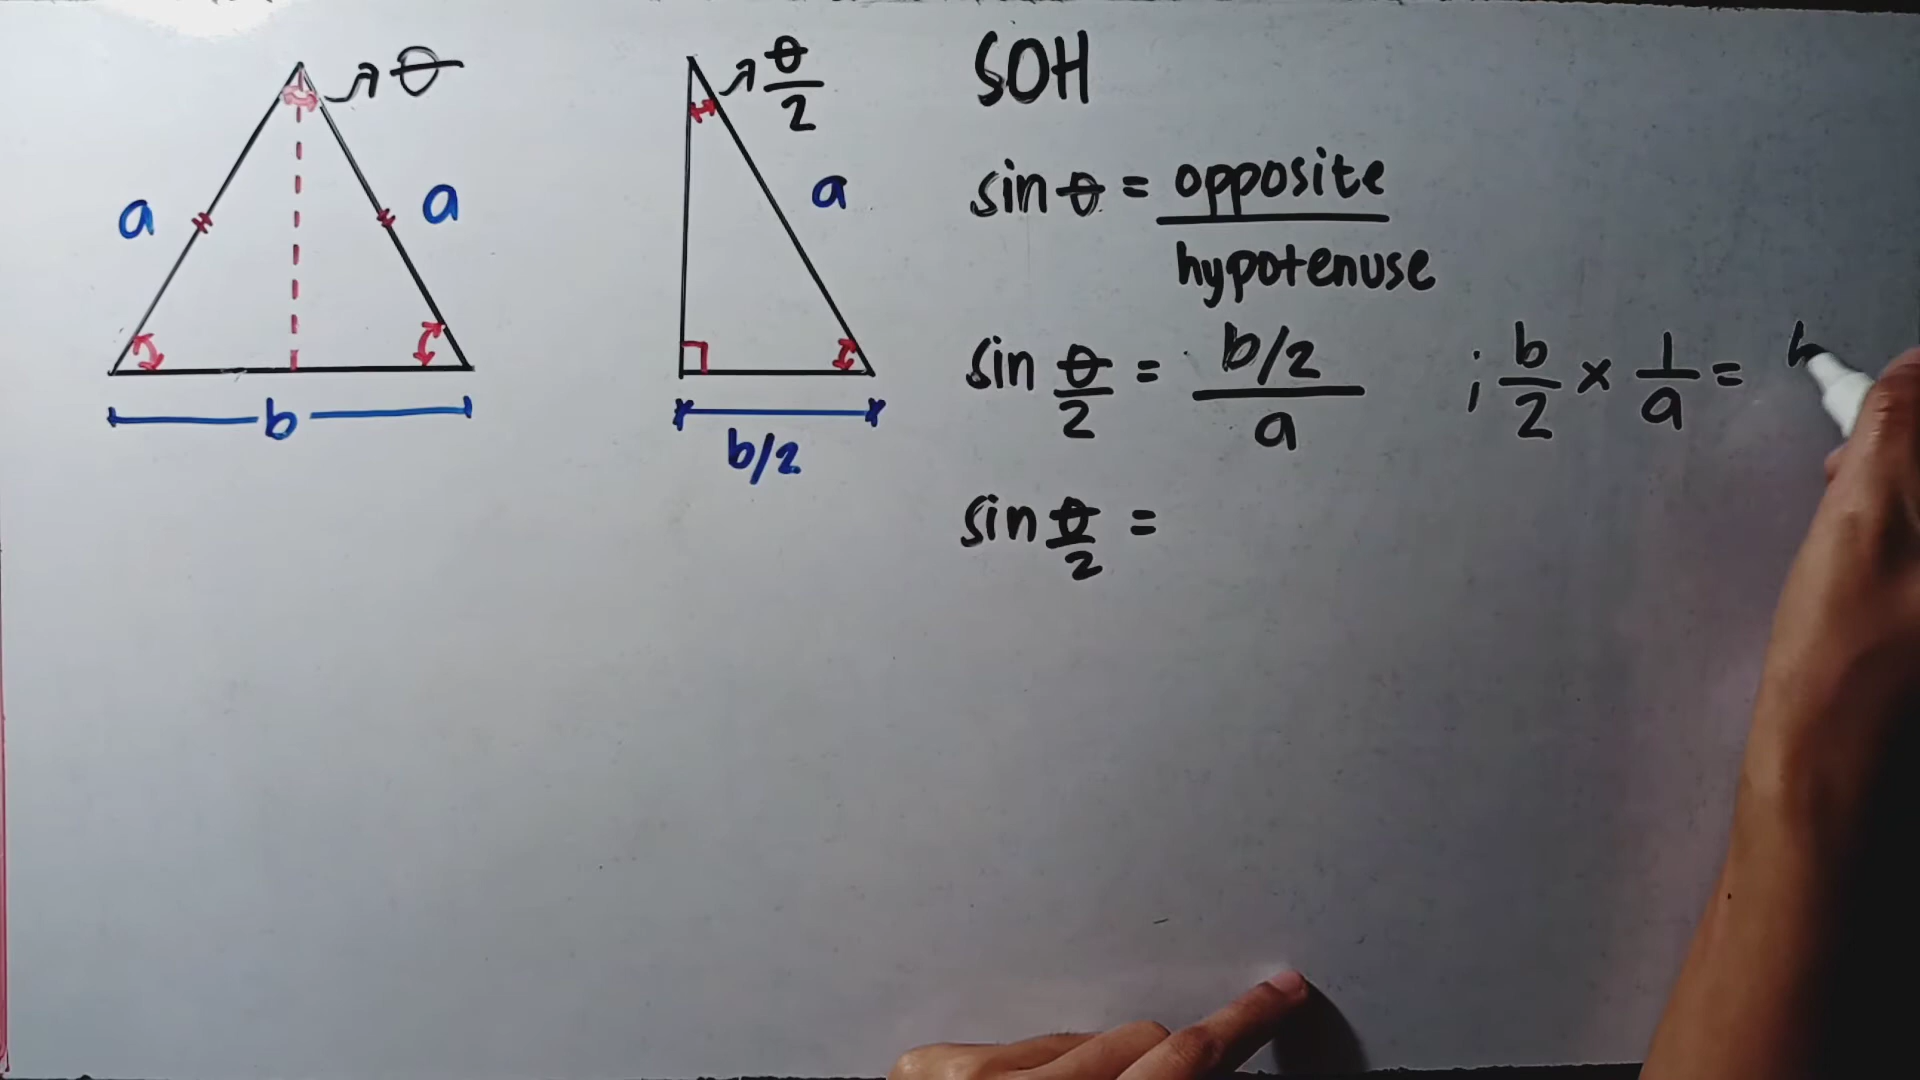 θ
a
a
b
θ/2
a
b/2
SOH
sin θ = opposite
hypotenuse
sin θ/2 = b/2 / a ; b/2 × 1/a =
sin θ/2 =